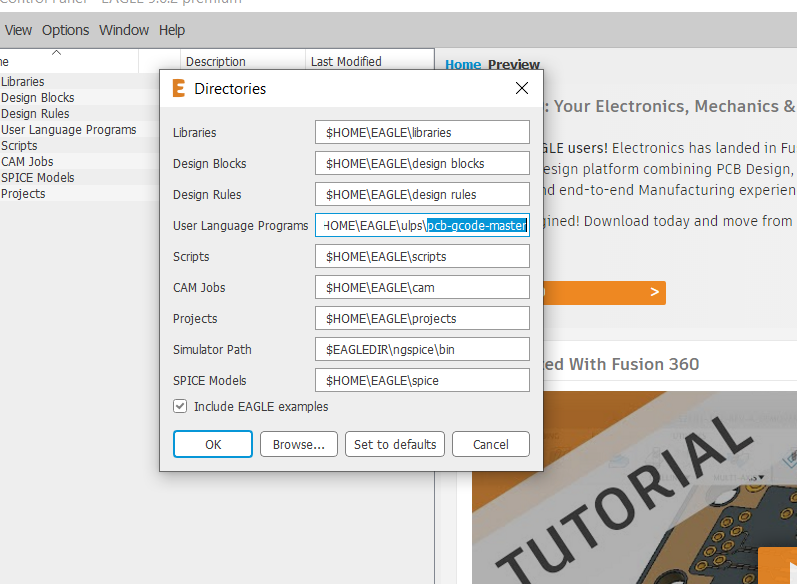 Control Panel - EAGLE 9.6.2 premium
View Options Window Help
Description Last Modified
Libraries
Design Blocks
Design Rules
User Language Programs
Scripts
CAM Jobs
SPICE Models
Projects
Home Preview
: Your Electronics, Mechanics &
GLE users! Electronics has landed in Fu
esign platform combining PCB Design,
nd end-to-end Manufacturing experien
gined! Download today and move from
>
ted With Fusion 360
TUTORIAL
E Directories
Libraries $HOME\EAGLE\libraries
Design Blocks $HOME\EAGLE\design blocks
Design Rules $HOME\EAGLE\design rules
User Language Programs HOME\EAGLE\ulps\pcb-gcode-master
Scripts $HOME\EAGLE\scripts
CAM Jobs $HOME\EAGLE\cam
Projects $HOME\EAGLE\projects
Simulator Path $EAGLEDIR\ngspice\bin
SPICE Models $HOME\EAGLE\spice
Include EAGLE examples
OK Browse... Set to defaults Cancel